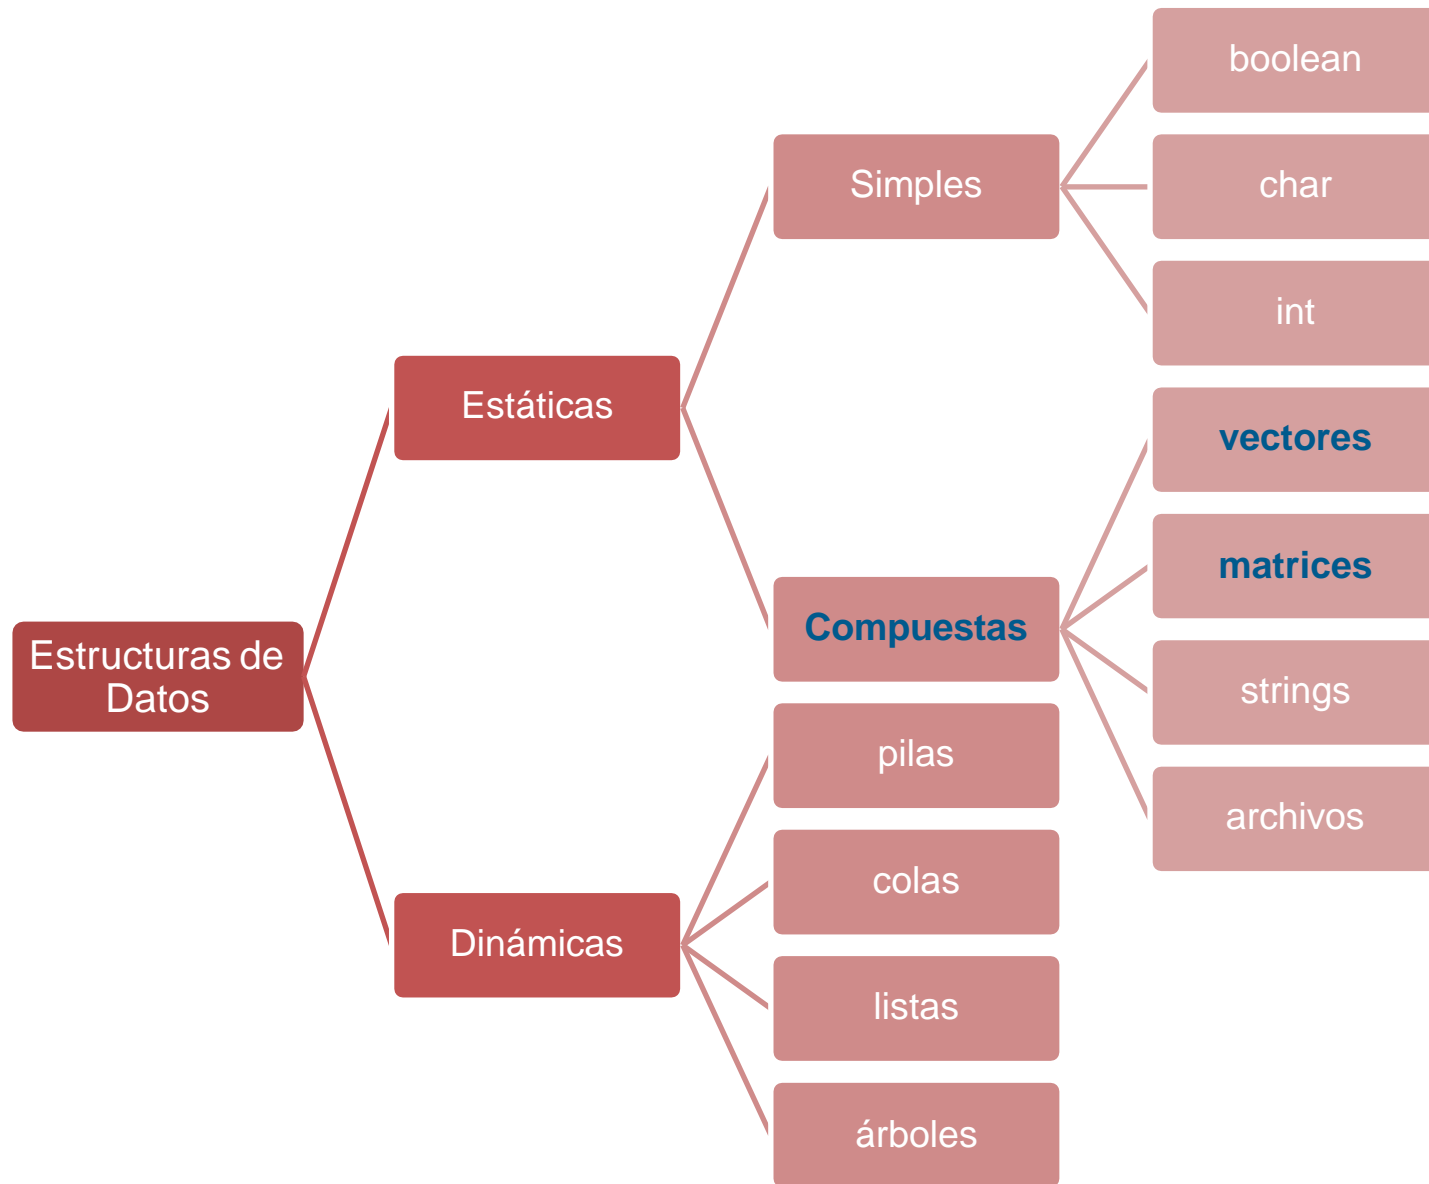 Estructuras de
Datos
Estáticas
Simples
boolean
char
int
Compuestas
vectores
matrices
strings
archivos
Dinámicas
pilas
colas
listas
árboles